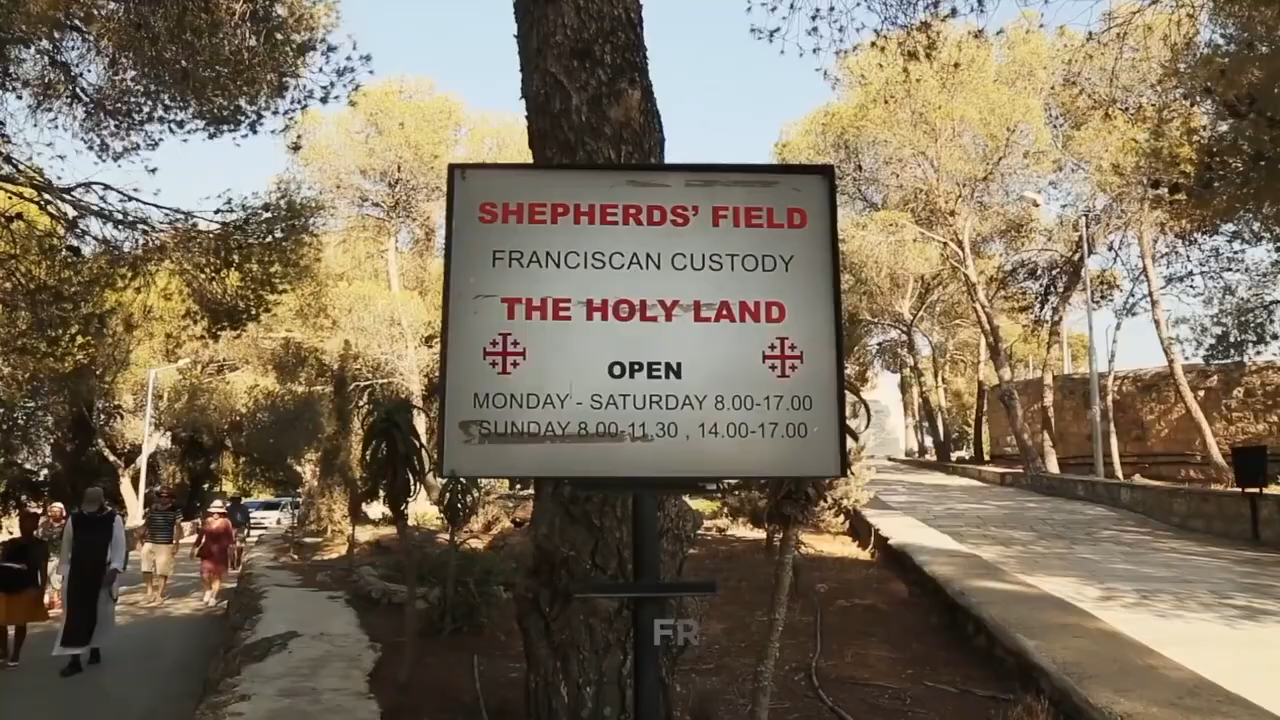 SHEPHERDS' FIELD
FRANCISCAN CUSTODY
THE HOLY LAND
OPEN
MONDAY - SATURDAY 8.00-17.00
SUNDAY 8.00-11.30 , 14.00-17.00
FR